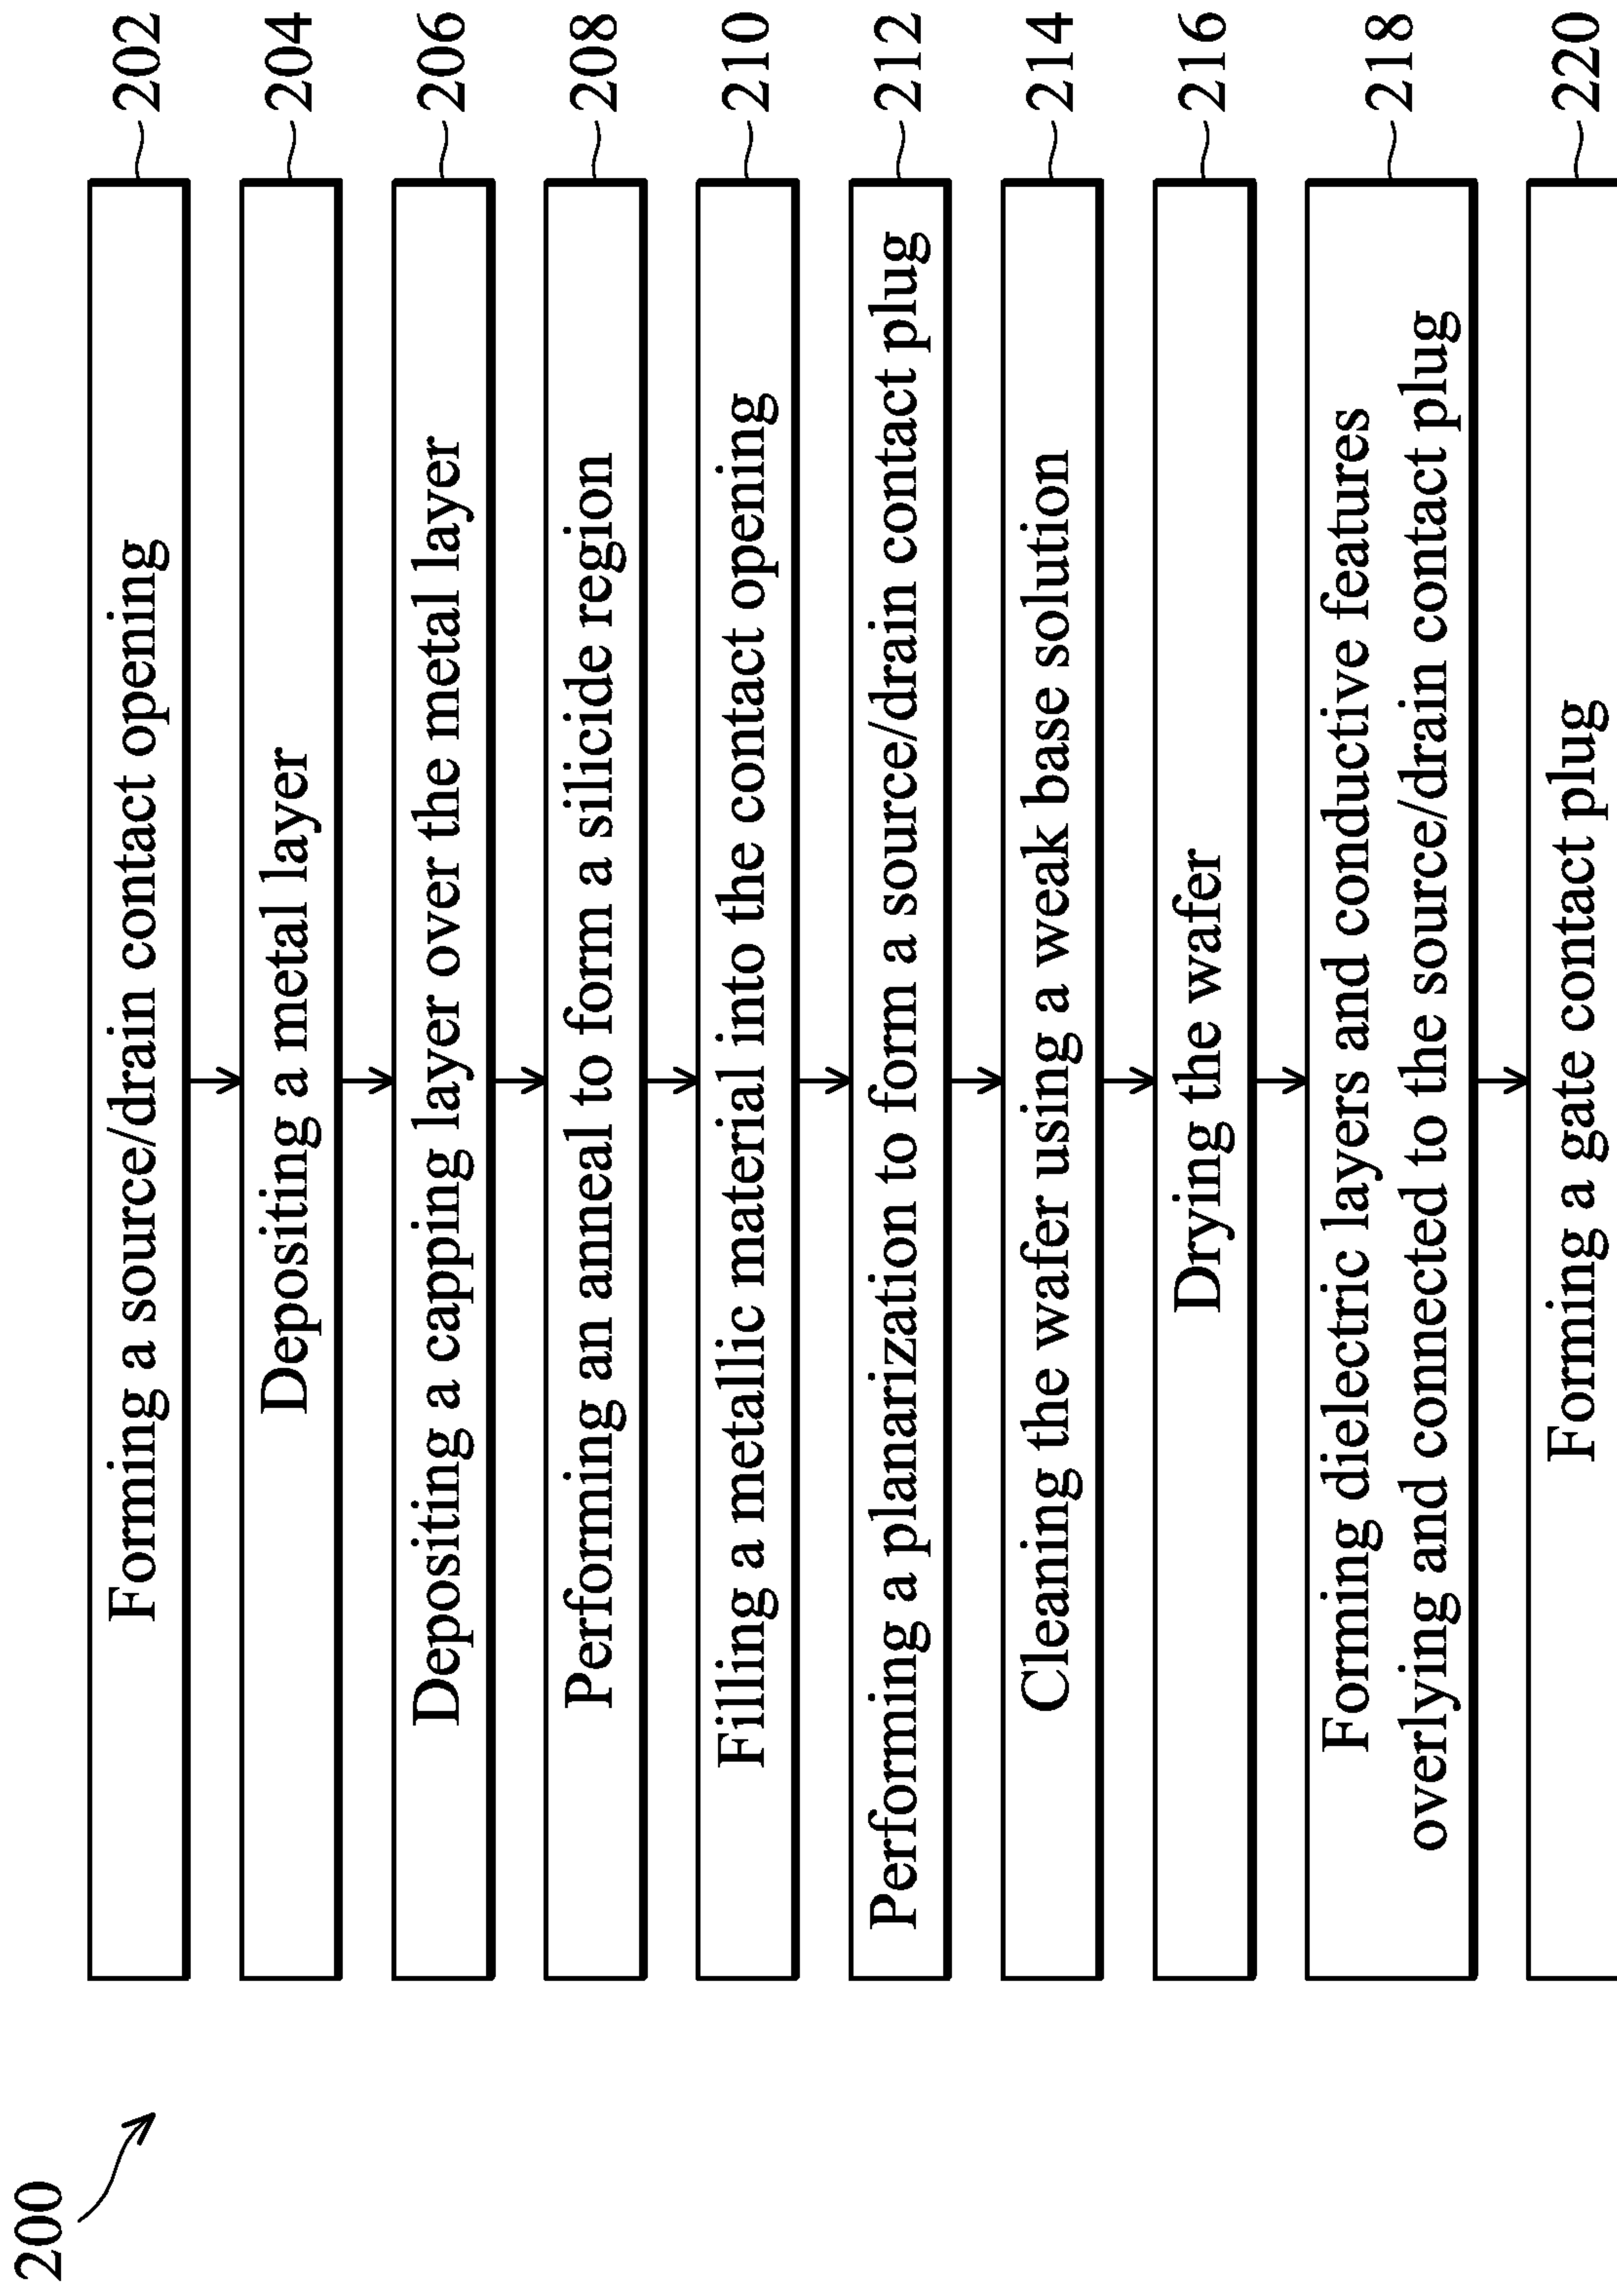 200
Forming a source/drain contact opening 202
Depositing a metal layer 204
Depositing a capping layer over the metal layer 206
Performing an anneal to form a silicide region 208
Filling a metallic material into the contact opening 210
Performing a planarization to form a source/drain contact plug 212
Cleaning the wafer using a weak base solution 214
Drying the wafer 216
Forming dielectric layers and conductive features 218
overlying and connected to the source/drain contact plug
Forming a gate contact plug 220